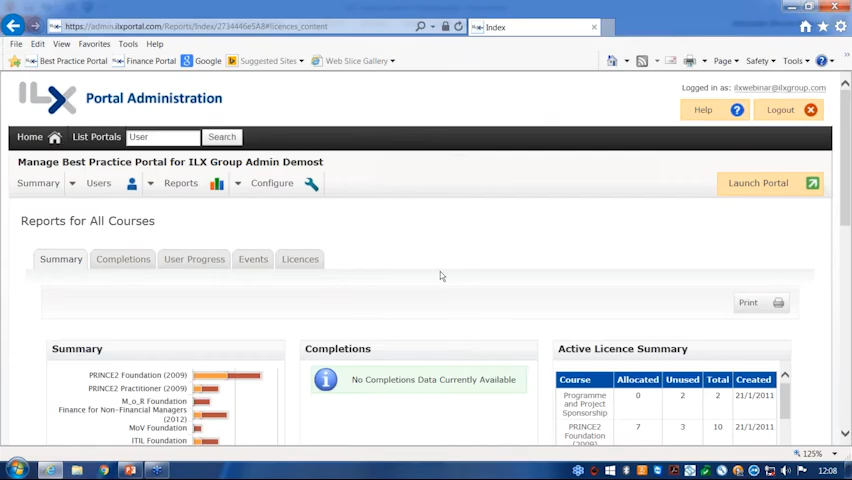 https://admin.ilxportal.com/Reports/Index/2734446e5A8#licences_content
Index
File Edit View Favorites Tools Help
Best Practice Portal Finance Portal Google Suggested Sites Web Slice Gallery Page Safety Tools
ILX Portal Administration
Logged in as: ilxwebinar@ilxgroup.com
Help ? Logout
Home List Portals User Search
Manage Best Practice Portal for ILX Group Admin Demost
Summary Users Reports Configure Launch Portal
Reports for All Courses
Summary Completions User Progress Events Licences
Print
Summary
PRINCE2 Foundation (2009)
PRINCE2 Practitioner (2009)
M_o_R Foundation
Finance for Non-Financial Managers
(2012)
MoV Foundation
ITIL Foundation
Completions
No Completions Data Currently Available
Active Licence Summary
Course Allocated Unused Total Created
Programme
and Project
Sponsorship
0 2 2 21/1/2011
PRINCE2
Foundation
(2009)
7 3 10 21/1/2011
125%
12:08